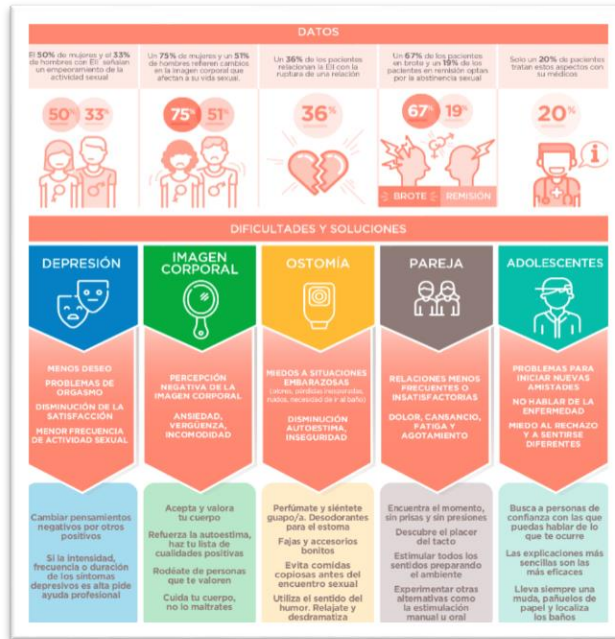 DATOS
El 50% de mujeres y el 33%
de hombres con EII señalan
un empeoramiento de la
actividad sexual
Un 75% de mujeres y un 51%
de hombres refieren cambios
en la imagen corporal que
afectan a su vida sexual
Un 36% de los pacientes
relacionan la EII con la
ruptura de una relación
Un 67% de los pacientes
en brote y un 19% de los
pacientes en remisión optan
por la abstinencia sexual
Solo un 20% de pacientes
tratan estos aspectos con
su médicos
50% 33%
75% 51%
36%
67% 19%
20%
BROTE
REMISIÓN
DIFICULTADES Y SOLUCIONES
DEPRESIÓN
MENOS DESEO
PROBLEMAS DE
ORGASMO
DISMINUCIÓN DE LA
SATISFACCIÓN
MENOR FRECUENCIA
DE ACTIVIDAD SEXUAL
Cambiar pensamientos
negativos por otros
positivos
Si la intensidad,
frecuencia o duración
de los síntomas
depresivos es alta pide
ayuda profesional
IMAGEN
CORPORAL
PERCEPCIÓN
NEGATIVA DE LA
IMAGEN CORPORAL
ANSIEDAD,
VERGÜENZA,
INCOMODIDAD
Acepta y valora
tu cuerpo
Refuerza la autoestima,
haz tu lista de
cualidades positivas
Rodéate de personas
que te valoren
Cuida tu cuerpo,
no lo maltrates
OSTOMÍA
MIEDOS A SITUACIONES
EMBARAZOSAS
(olores, pérdidas inesperadas,
ruidos, necesidad de ir al baño)
DISMINUCIÓN
AUTOESTIMA,
INSEGURIDAD
Perfúmate y siéntete
guapo/a. Desodorantes
para el estoma
Fajas y accesorios
bonitos
Evita comidas
copiosas antes del
encuentro sexual
Utiliza el sentido del
humor. Relajate y
desdramatiza
PAREJA
RELACIONES MENOS
FRECUENTES O
INSATISFACTORIAS
DOLOR, CANSANCIO,
FATIGA Y
AGOTAMIENTO
Encuentra el momento,
sin prisas y sin presiones
Descubre el placer
del tacto
Estimular todos los
sentidos preparando
el ambiente
Experimentar otras
alternativas como
la estimulación
manual u oral
ADOLESCENTES
PROBLEMAS PARA
INICIAR NUEVAS
AMISTADES
NO HABLAR DE LA
ENFERMEDAD
MIEDO AL RECHAZO
Y A SENTIRSE
DIFERENTES
Busca a personas de
confianza con las que
puedas hablar de lo
que te ocurre
Las explicaciones más
sencillas son las más
eficaces
Lleva siempre una
muda, pañuelos de
papel y localiza
los baños